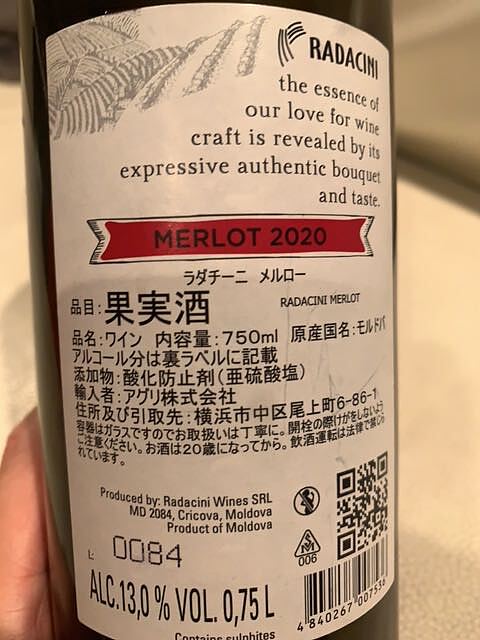 RADACINI
the essence of
our love for wine
craft is revealed by its
expressive authentic bouquet
and taste.
MERLOT 2020
ラダチーニ メルロー
品目:果実酒
RADACINI MERLOT
品名:ワイン 内容量:750ml 原産国名:モルドバ
アルコール分は裏ラベルに記載
添加物:酸化防止剤(亜硫酸塩)
輸入者:アグリ株式会社
住所及び引取先:横浜市中区尾上町6-86-1
容器はガラスですのでお取扱いは丁寧に。開栓の際けがをしないよう
ご注意ください。お酒は20歳になってから。飲酒運転は法律で禁じら
れています。
Produced by: Radacini Wines SRL
MD 2084, Cricova, Moldova
Product of Moldova
L: 0084
006
ALC.13,0 % VOL. 0,75 L
4 840267 007536
Contains sulphites